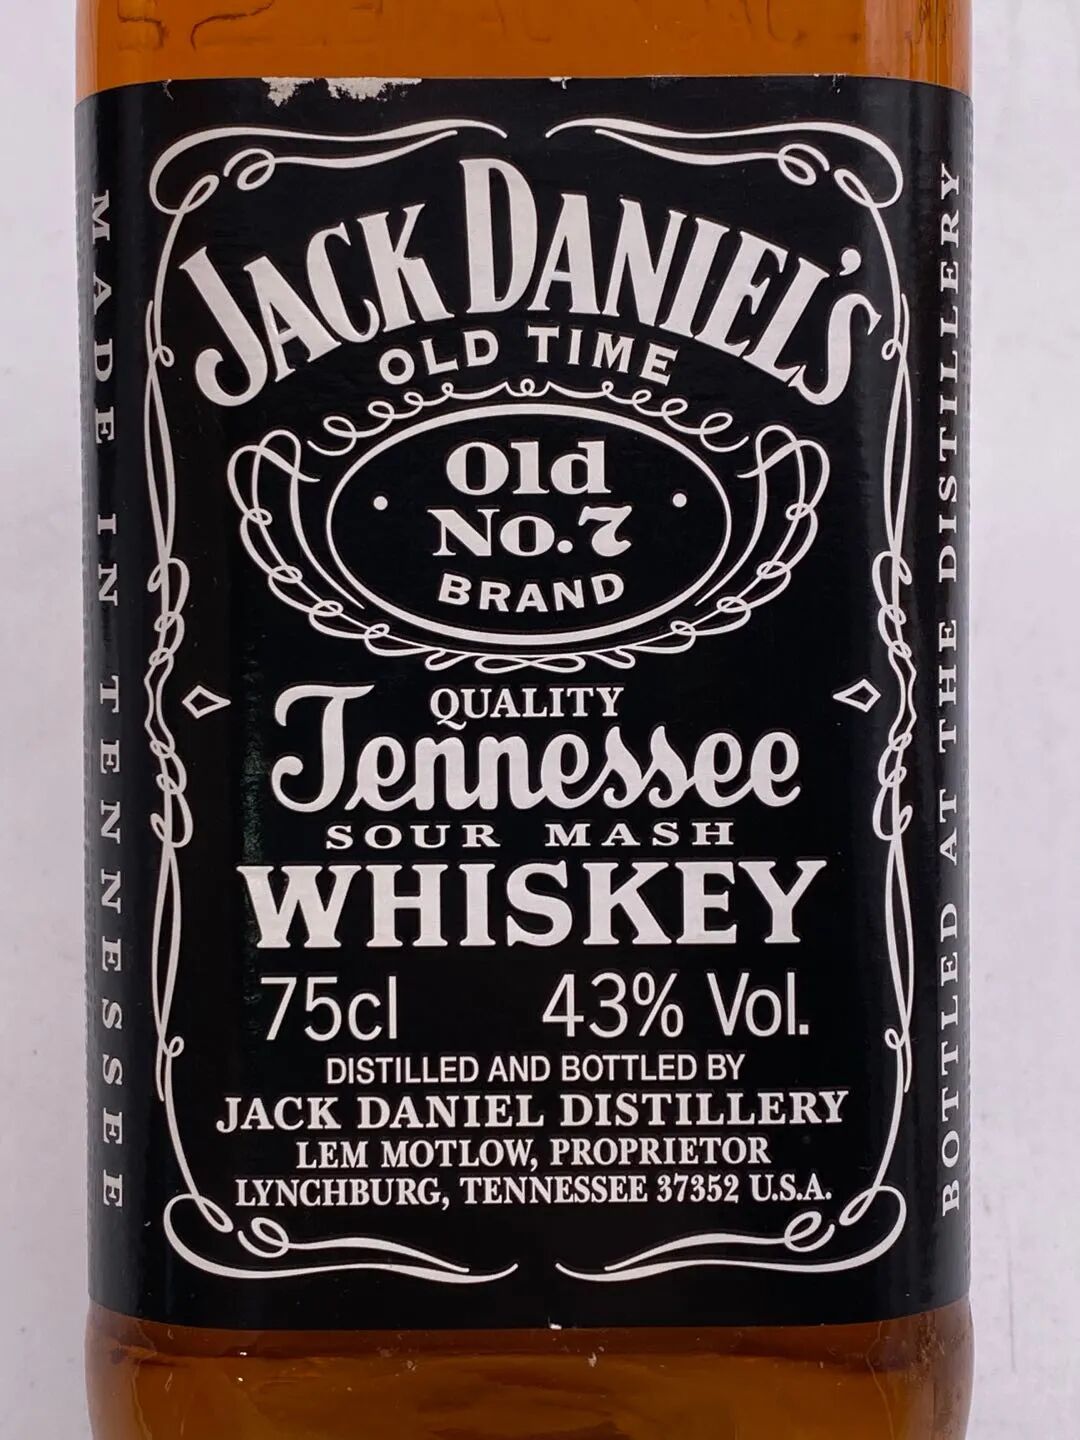 JACK DANIEL'S
OLD TIME
Old
No.7
BRAND
QUALITY
Tennessee
SOUR MASH
WHISKEY
75cl 43% Vol.
DISTILLED AND BOTTLED BY
JACK DANIEL DISTILLERY
LEM MOTLOW, PROPRIETOR
LYNCHBURG, TENNESSEE 37352 U.S.A.
MADE IN TENNESSEE
BOTTLED AT THE DISTILLERY